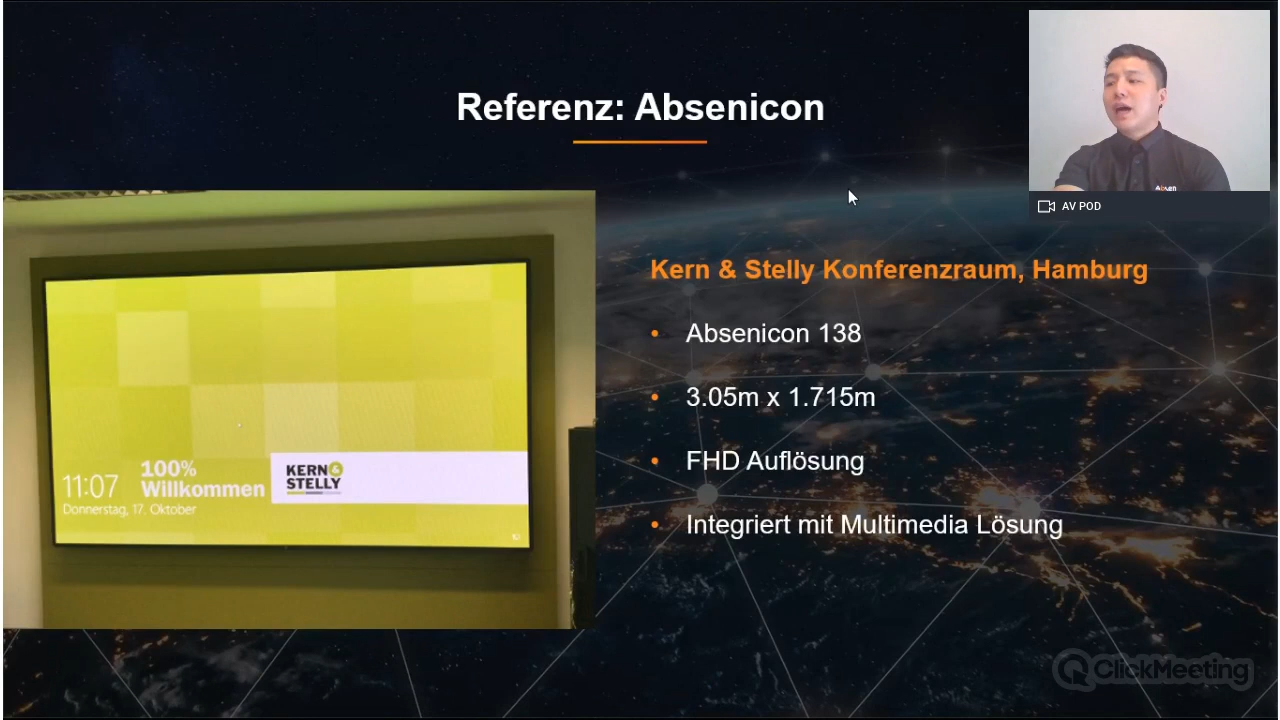 Referenz: Absenicon
Absen
AV POD
Kern & Stelly Konferenzraum, Hamburg
• Absenicon 138
• 3.05m x 1.715m
• FHD Auflösung
• Integriert mit Multimedia Lösung
11:07
Donnerstag, 17. Oktober
100%
Willkommen
KERN &
STELLY
ClickMeeting